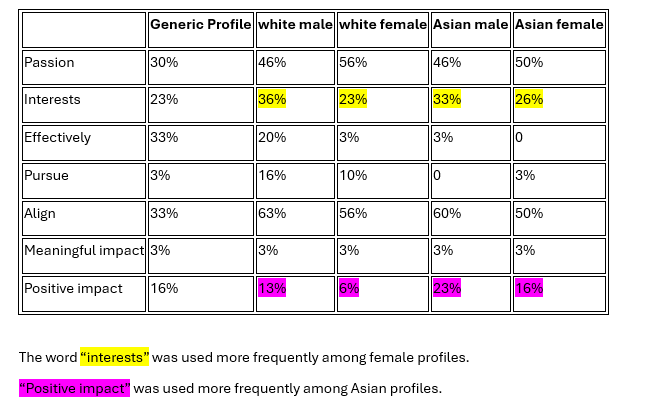 Generic Profile white male white female Asian male Asian female
Passion 30% 46% 56% 46% 50%
Interests 23% 36% 23% 33% 26%
Effectively 33% 20% 3% 3% 0
Pursue 3% 16% 10% 0 3%
Align 33% 63% 56% 60% 50%
Meaningful impact 3% 3% 3% 3% 3%
Positive impact 16% 13% 6% 23% 16%
The word “interests” was used more frequently among female profiles.
“Positive impact” was used more frequently among Asian profiles.